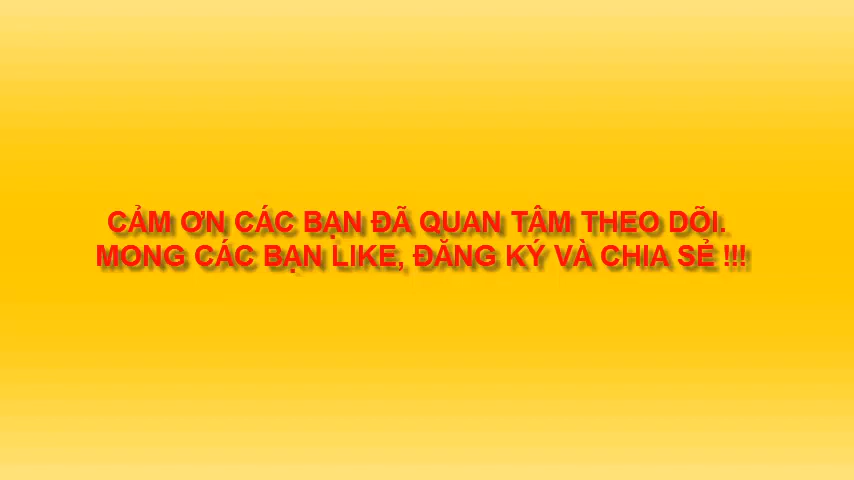 CẢM ƠN CÁC BẠN ĐÃ QUAN TÂM THEO DÕI.
MONG CÁC BẠN LIKE, ĐĂNG KÝ VÀ CHIA SẺ !!!